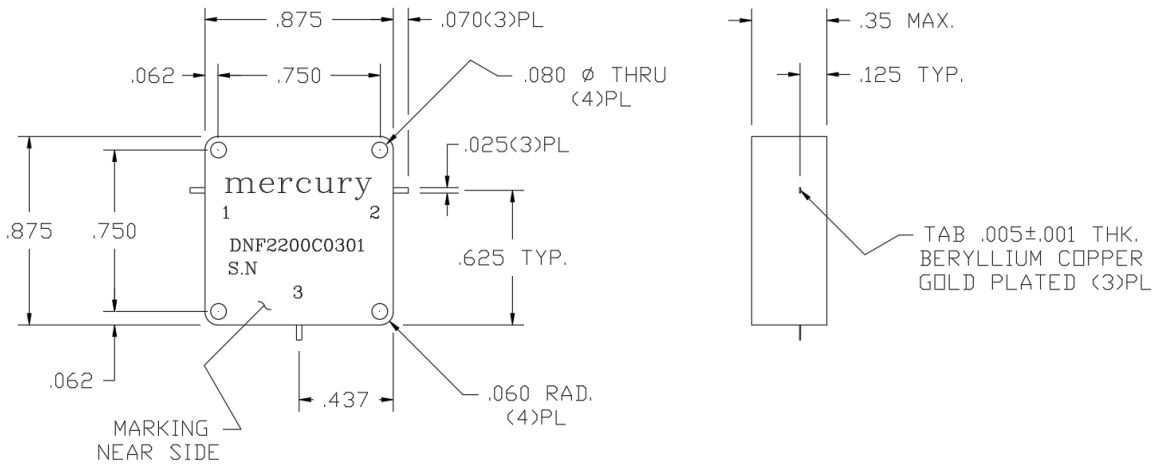 .875
.070(3)PL
.35 MAX.
.062
.750
.080 Ø THRU
(4)PL
.125 TYP.
.025(3)PL
mercury
1
2
.875
.750
DNF2200C0301
S.N
.625 TYP.
TAB .005±.001 THK.
BERYLLIUM COPPER
GOLD PLATED (3)PL
3
.062
.437
.060 RAD.
(4)PL
MARKING
NEAR SIDE